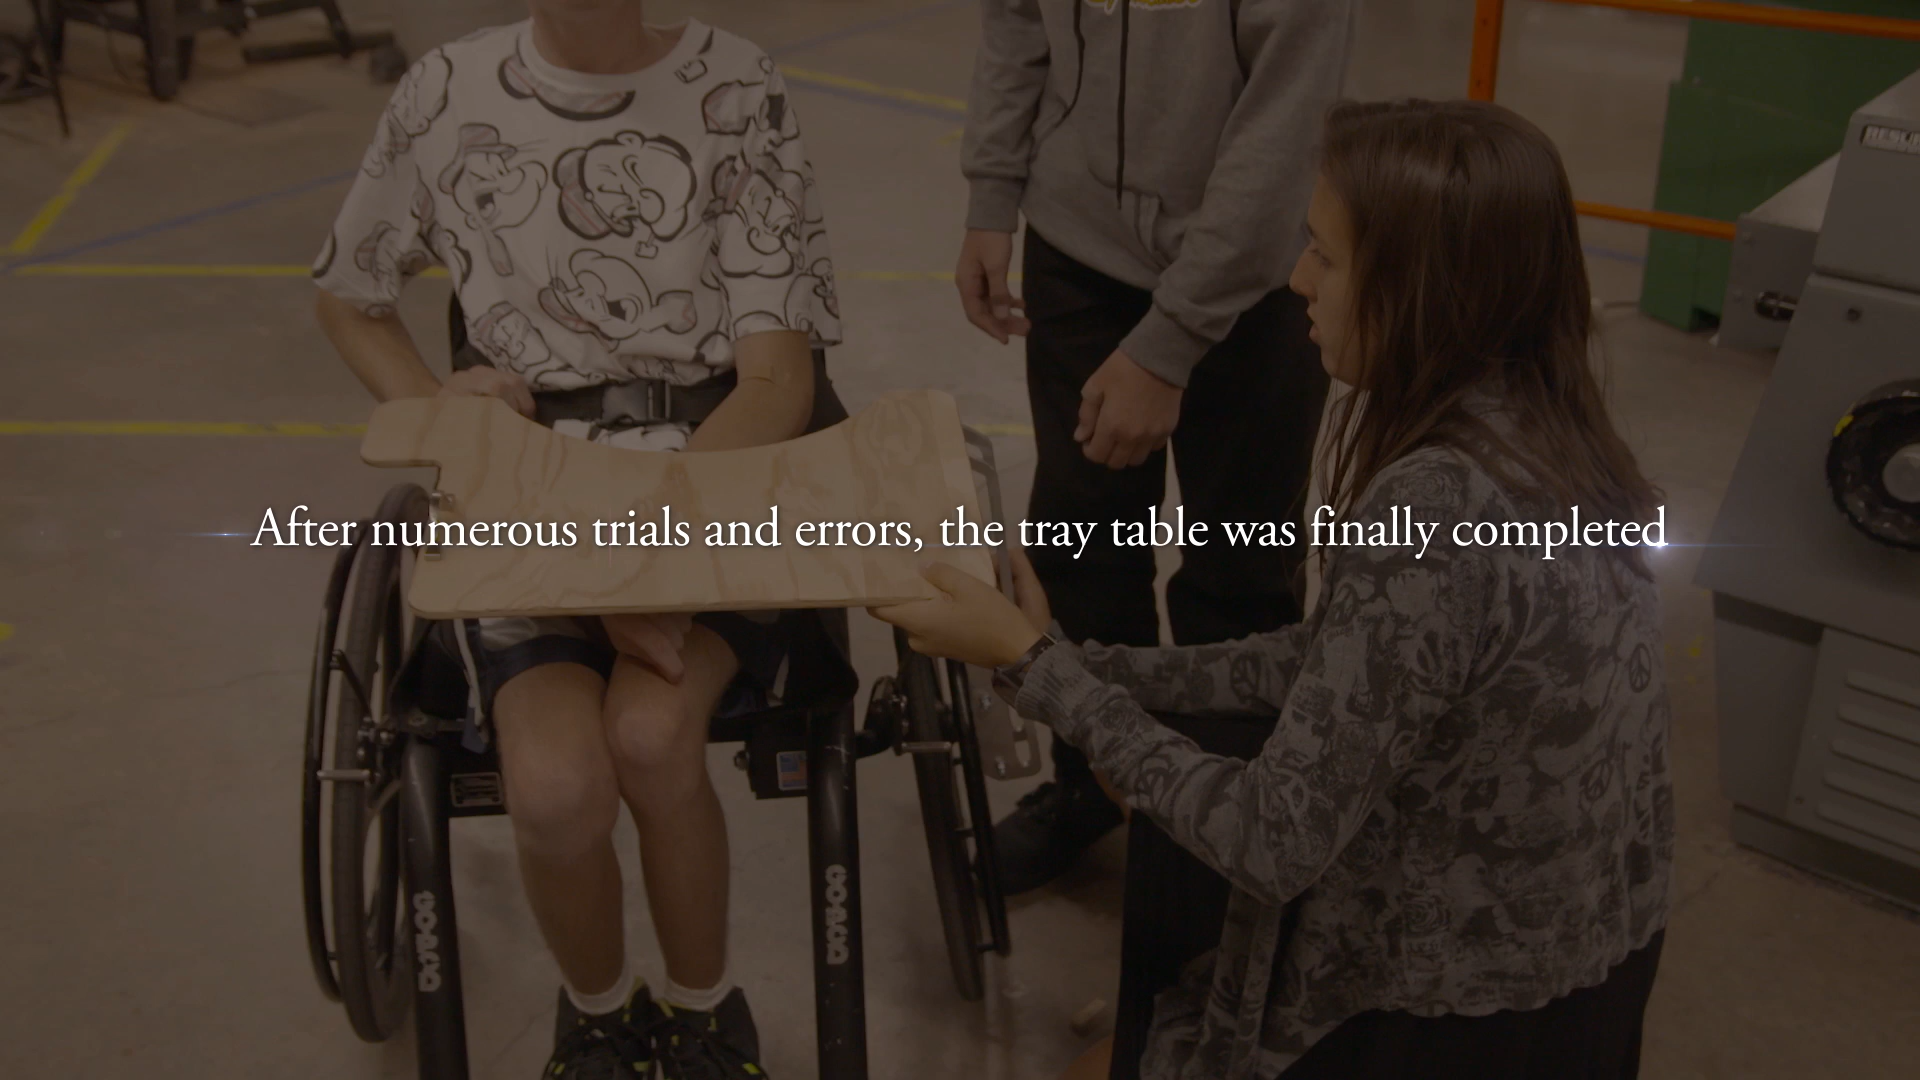 After numerous trials and errors, the tray table was finally completed